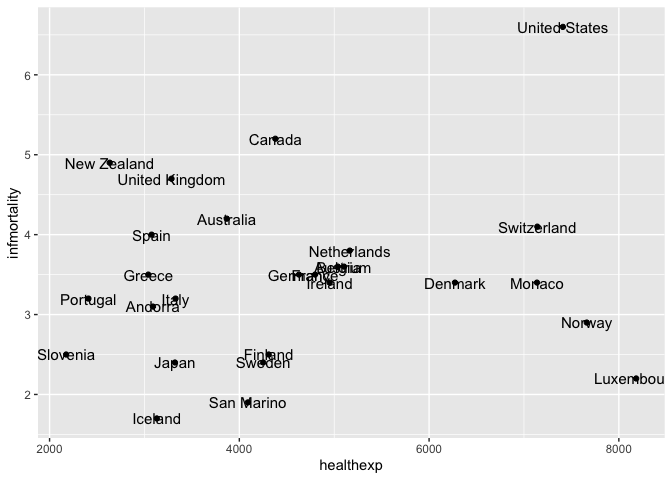 United States
6
Canada
5
New Zealand
United Kingdom
Australia
Switzerland
4
Spain
Netherlands
Belgium
Greece
Germany
France
Ireland
Denmark
Monaco
Portugal
Italy
Andorra
3
Norway
Slovenia
Finland
Japan
Sweden
Luxembou
2
San Marino
Iceland
infmortality
2000
4000
6000
8000
healthexp